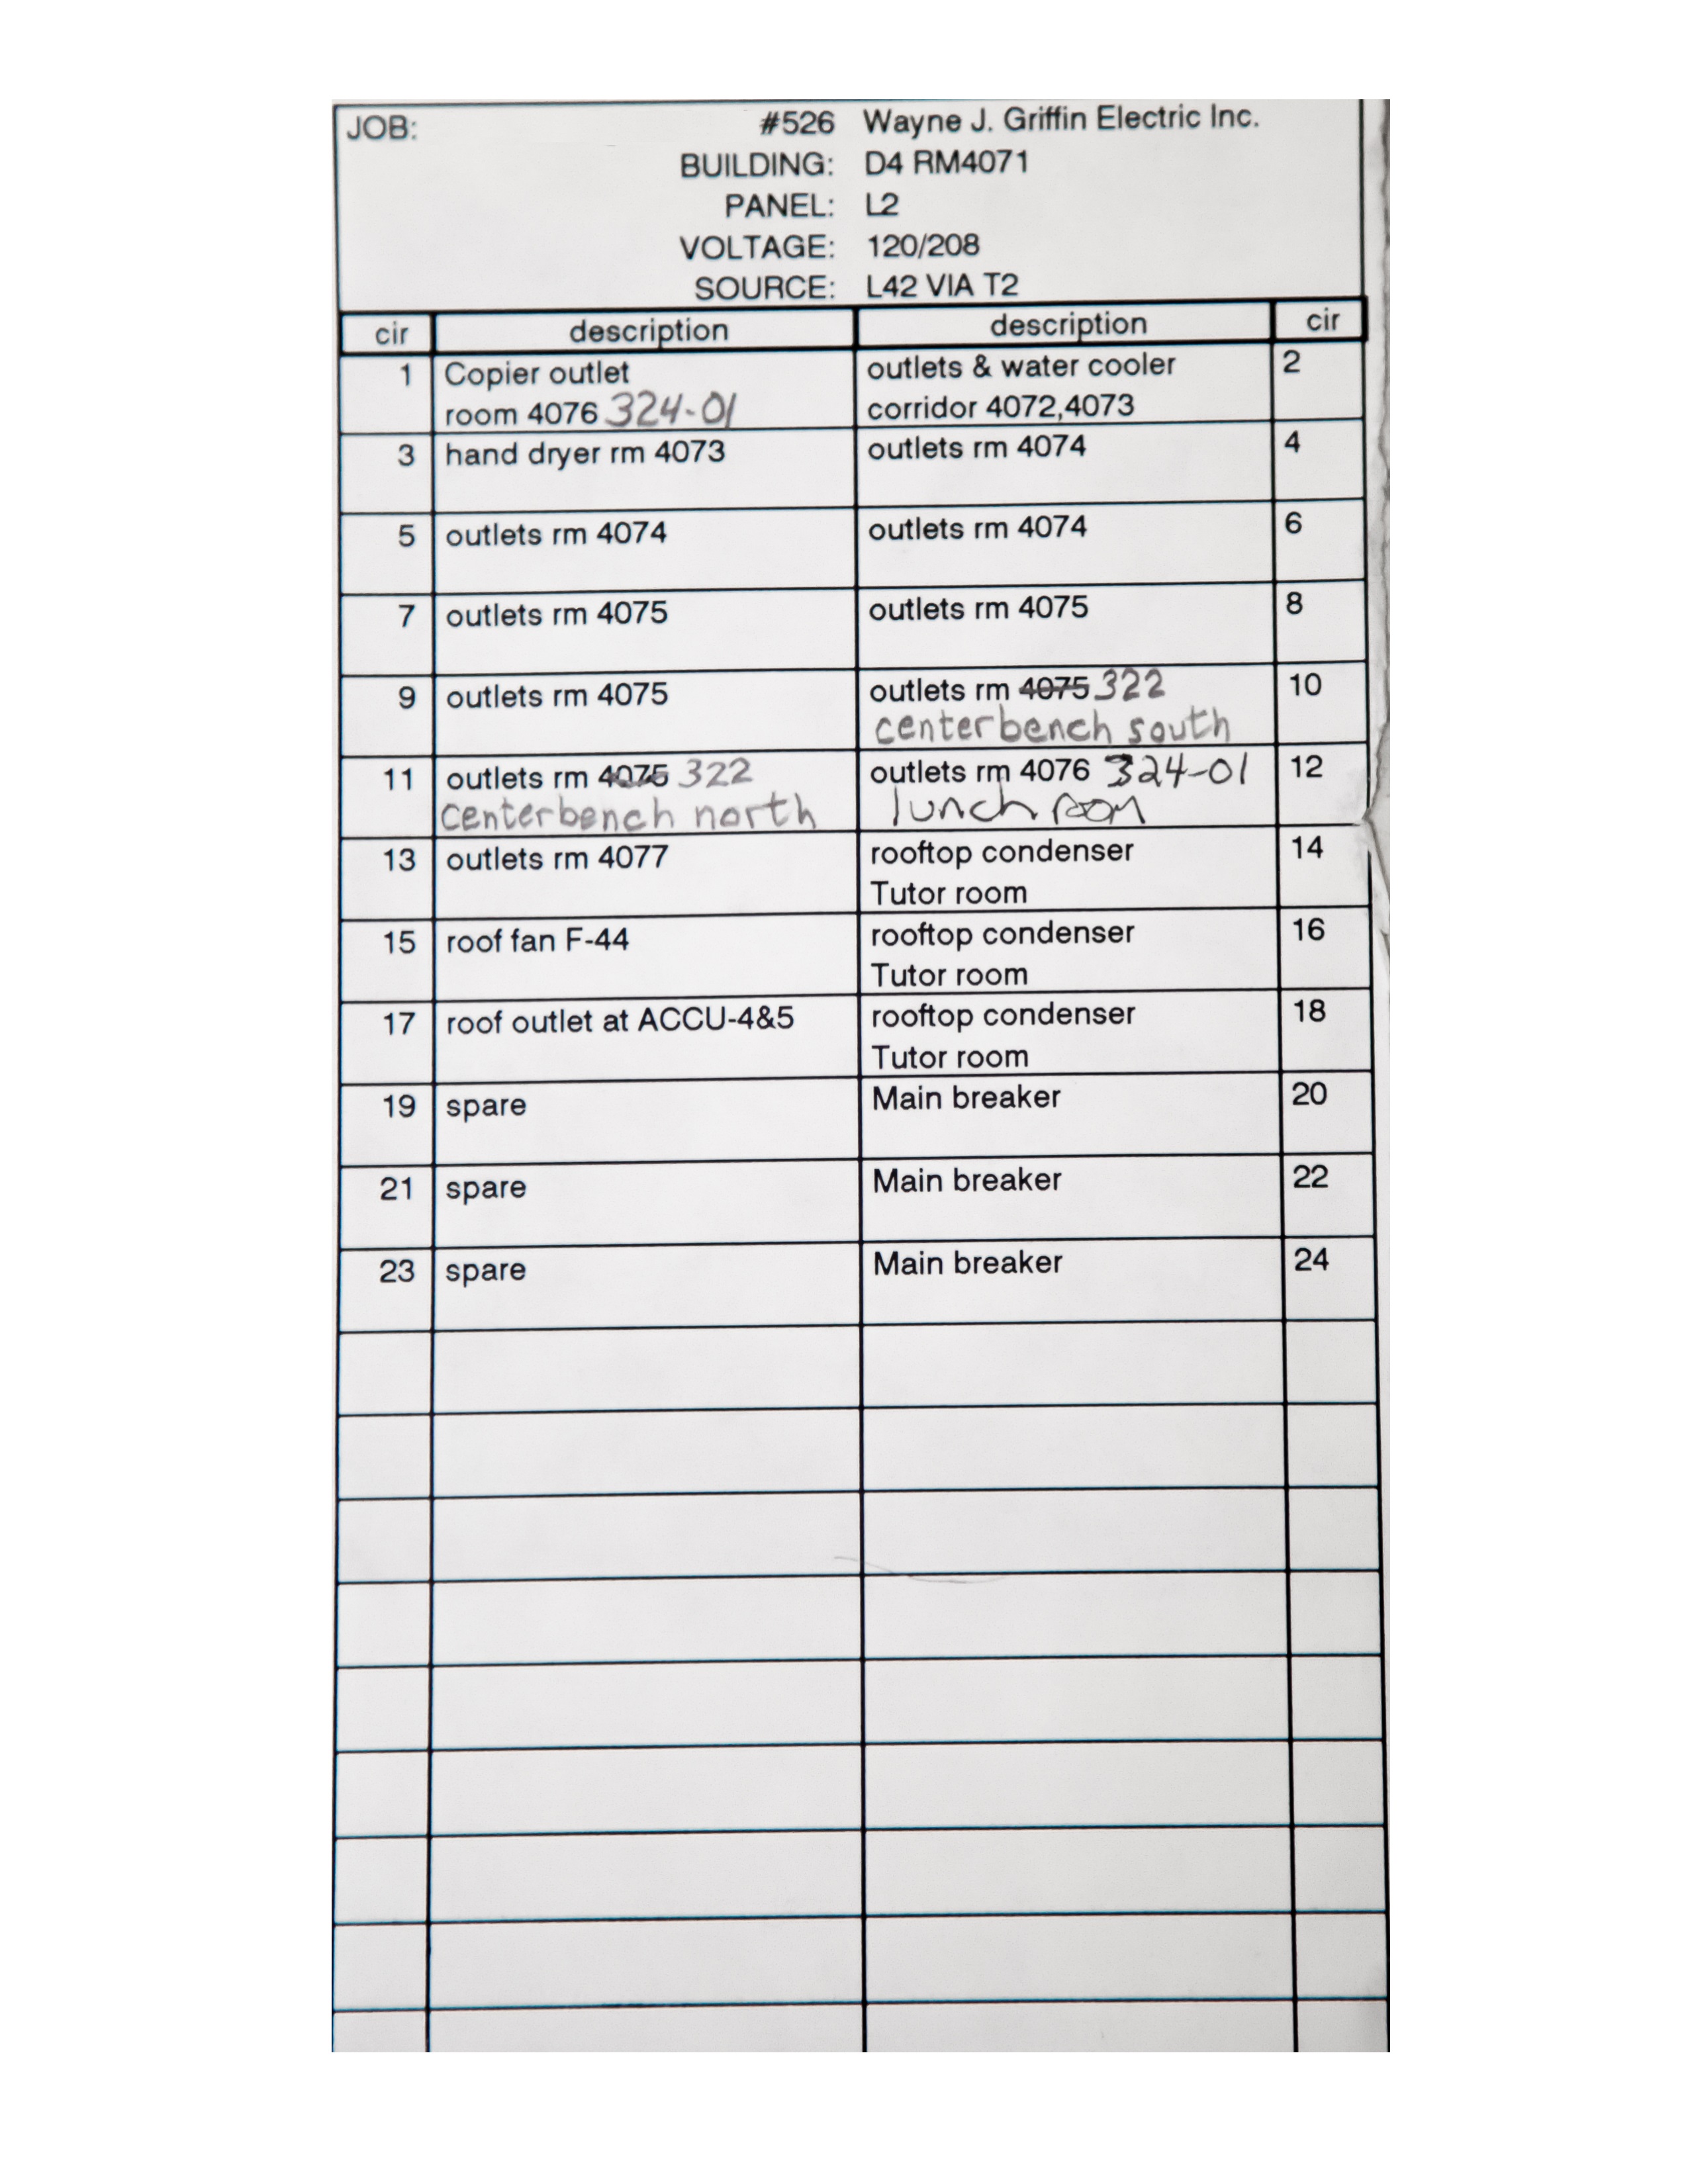 JOB: #526 Wayne J. Griffin Electric Inc.
BUILDING: D4 RM4071
PANEL: L2
VOLTAGE: 120/208
SOURCE: L42 VIA T2
cir description description cir
1 Copier outlet outlets & water cooler 2
room 4076 324-01 corridor 4072,4073
3 hand dryer rm 4073 outlets rm 4074 4
5 outlets rm 4074 outlets rm 4074 6
7 outlets rm 4075 outlets rm 4075 8
9 outlets rm 4075 outlets rm 4075 322 10
centerbench south
11 outlets rm 4075 322 outlets rm 4076 324-01 12
centerbench north lunch room
13 outlets rm 4077 rooftop condenser 14
Tutor room
15 roof fan F-44 rooftop condenser 16
Tutor room
17 roof outlet at ACCU-4&5 rooftop condenser 18
Tutor room
19 spare Main breaker 20
21 spare Main breaker 22
23 spare Main breaker 24